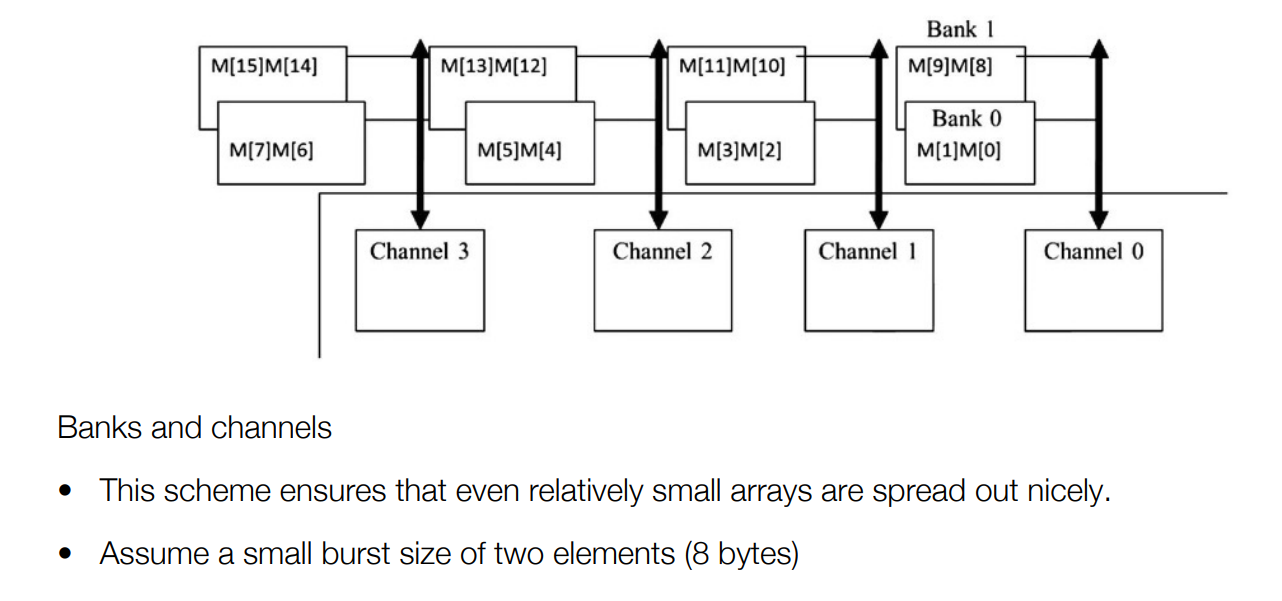 Bank 1
M[15]M[14] M[13]M[12] M[11]M[10] M[9]M[8]
Bank 0
M[7]M[6] M[5]M[4] M[3]M[2] M[1]M[0]
Channel 3 Channel 2 Channel 1 Channel 0
Banks and channels
• This scheme ensures that even relatively small arrays are spread out nicely.
• Assume a small burst size of two elements (8 bytes)